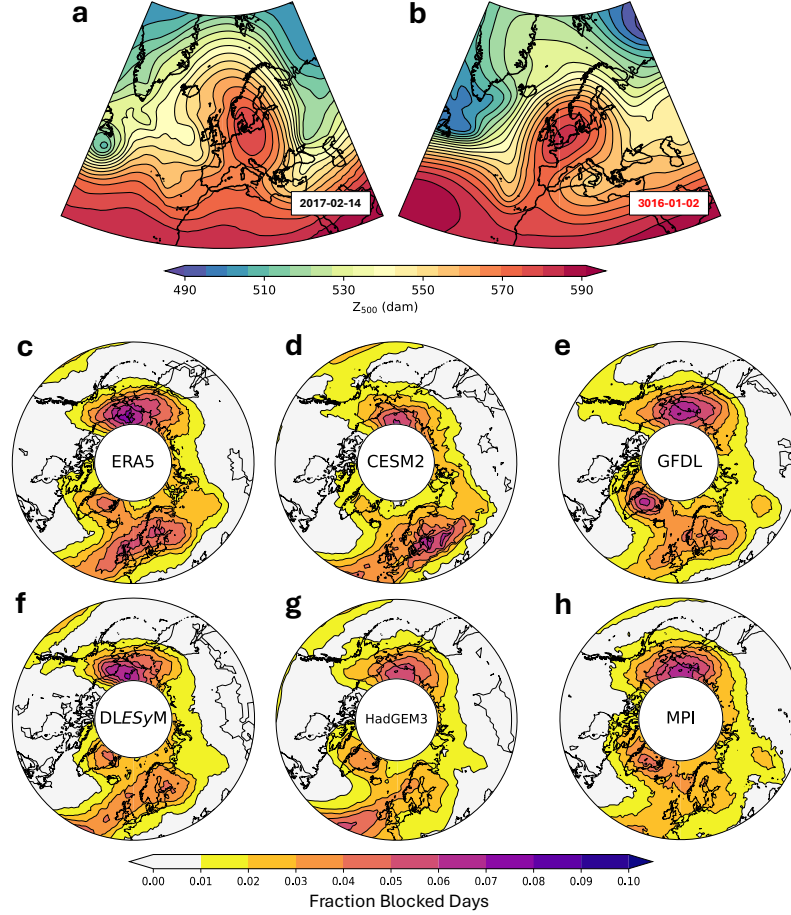 a
b
2017-02-14
3016-01-02
490 510 530 550 570 590
Z500 (dam)
c
d
e
ERA5
CESM2
GFDL
f
g
h
DLESyM
HadGEM3
MPI
0.00 0.01 0.02 0.03 0.04 0.05 0.06 0.07 0.08 0.09 0.10
Fraction Blocked Days